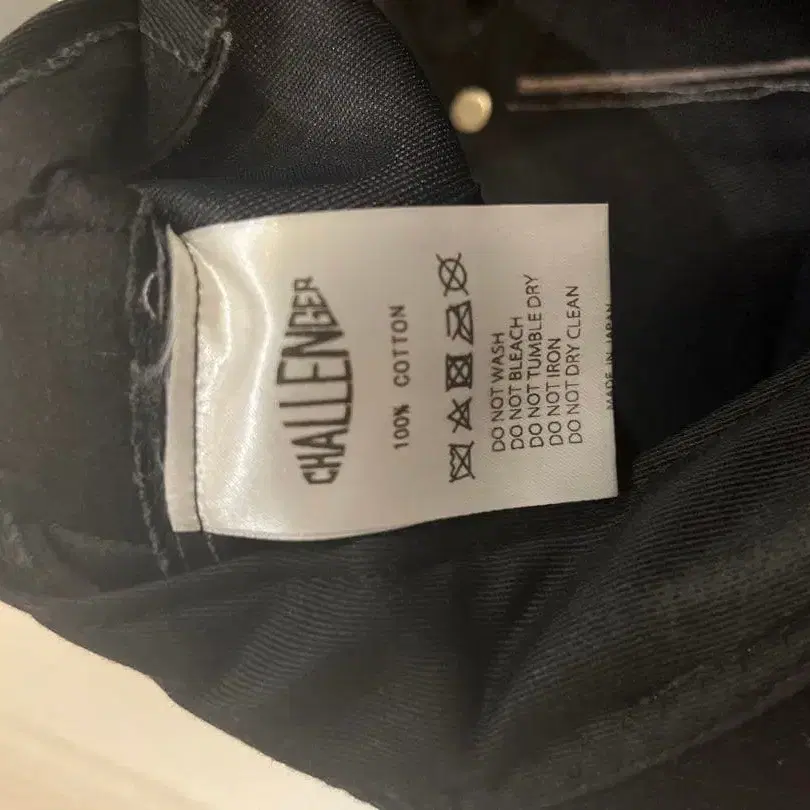 CHALLENGER
100% COTTON
DO NOT WASH
DO NOT BLEACH
DO NOT TUMBLE DRY
DO NOT IRON
DO NOT DRY CLEAN
MADE IN JAPAN